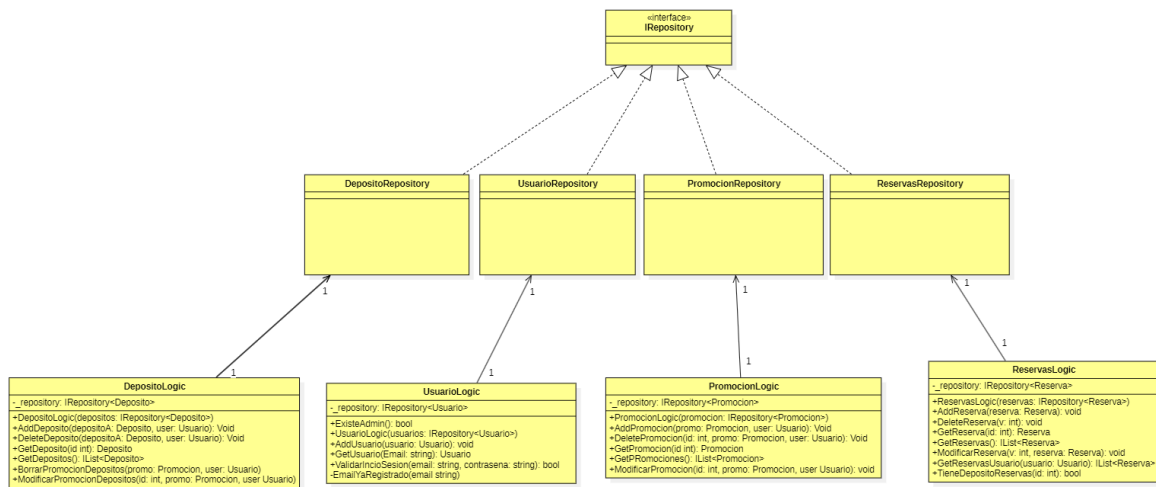 «interface»
IRepository
DepositoRepository
UsuarioRepository
PromocionRepository
ReservasRepository
1
1
1
1
1
1
1
1
DepositoLogic
-_repository: IRepository<Deposito>
+DepositoLogic(depositos: IRepository<Deposito>)
+AddDeposito(depositoA: Deposito, user: Usuario): Void
+DeleteDeposito(depositoA: Deposito, user: Usuario): Void
+GetDeposito(id int): Deposito
+GetDepositos(): IList<Deposito>
+BorrarPromocionDepositos(promo: Promocion, user: Usuario)
+ModificarPromocionDepositos(id: int, promo: Promocion, user Usuario)
UsuarioLogic
-_repository: IRepository<Usuario>
+ExisteAdmin(): bool
+UsuarioLogic(usuarios: IRepository<Usuario>)
+AddUsuario(usuario: Usuario): void
+GetUsuario(Email: string): Usuario
+ValidarIncioSesion(email: string, contrasena: string): bool
-EmailYaRegistrado(email string)
PromocionLogic
-_repository: IRepository<Promocion>
+PromocionLogic(promocion: IRepository<Promocion>)
+AddPromocion(promo: Promocion, user: Usuario): Void
+DeletePromocion(id: int, promo: Promocion, user: Usuario): Void
+GetPromocion(id int): Promocion
+GetPRomociones(): IList<Promocion>
+ModificarPromocion(id: int, promo: Promocion, user Usuario): void
ReservasLogic
-_repository: IRepository<Reserva>
+ReservasLogic(reservas: IRepository<Reserva>)
+AddReserva(reserva: Reserva): void
+DeleteReserva(v: int): void
+GetReserva(id: int): Reserva
+GetReservas(): IList<Reserva>
+ModificarReserva(v: int, reserva: Reserva): void
+GetReservasUsuario(usuario: Usuario): IList<Reserva>
+TieneDepositoReservas(id: int): bool